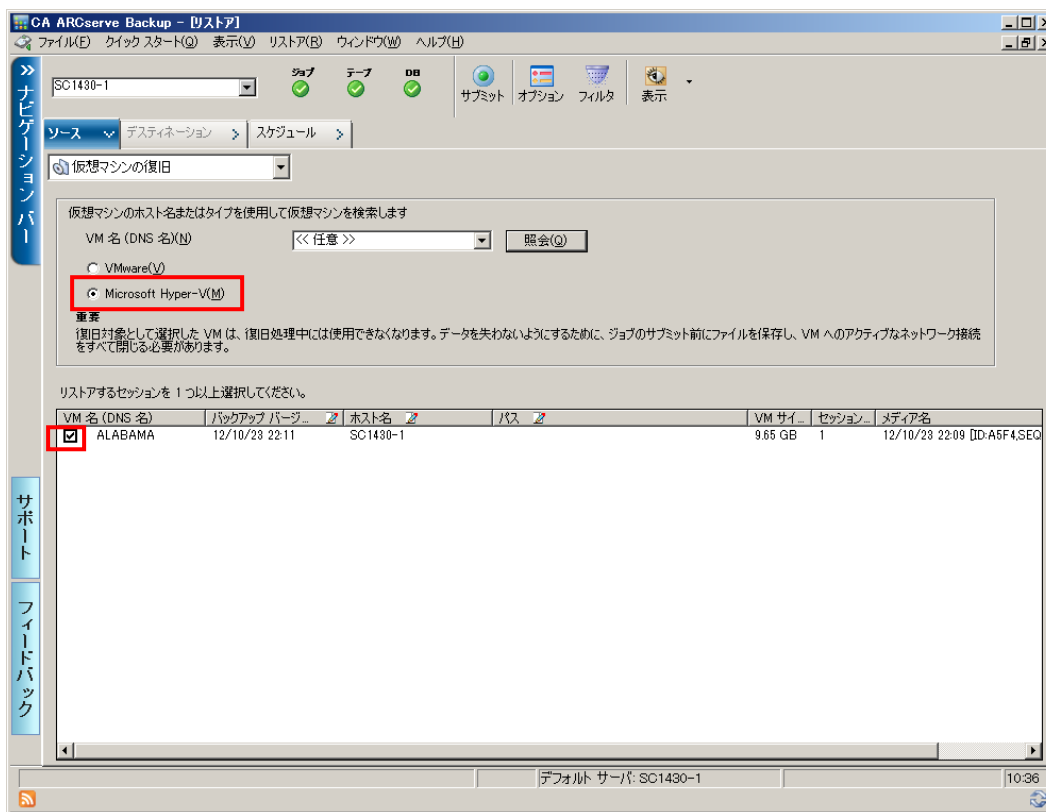 CA ARCserve Backup - [リストア]
ファイル(F) クイック スタート(Q) 表示(V) リストア(R) ウィンドウ(W) ヘルプ(H)
ナビゲーション バー
SC1430-1
ジョブ テープ DB
サブミット オプション フィルタ 表示
ソース デスティネーション スケジュール
仮想マシンの復旧
仮想マシンのホスト名またはタイプを使用して仮想マシンを検索します
VM 名 (DNS 名)(N) << 任意 >> 照会(Q)
VMware(V)
Microsoft Hyper-V(M)
重要
復旧対象として選択した VM は、復旧処理中には使用できなくなります。データを失わないようにするために、ジョブのサブミット前にファイルを保存し、VM へのアクティブなネットワーク接続
をすべて閉じる必要があります。
リストアするセッションを 1 つ以上選択してください。
VM 名 (DNS 名) バックアップ バージ... ホスト名 パス VM サイ... セッション... メディア名
ALABAMA 12/10/23 22:11 SC1430-1 9.65 GB 1 12/10/23 22:09 [ID:A5F4,SEQ
サポート
フィードバック
デフォルト サーバ: SC1430-1 10:36